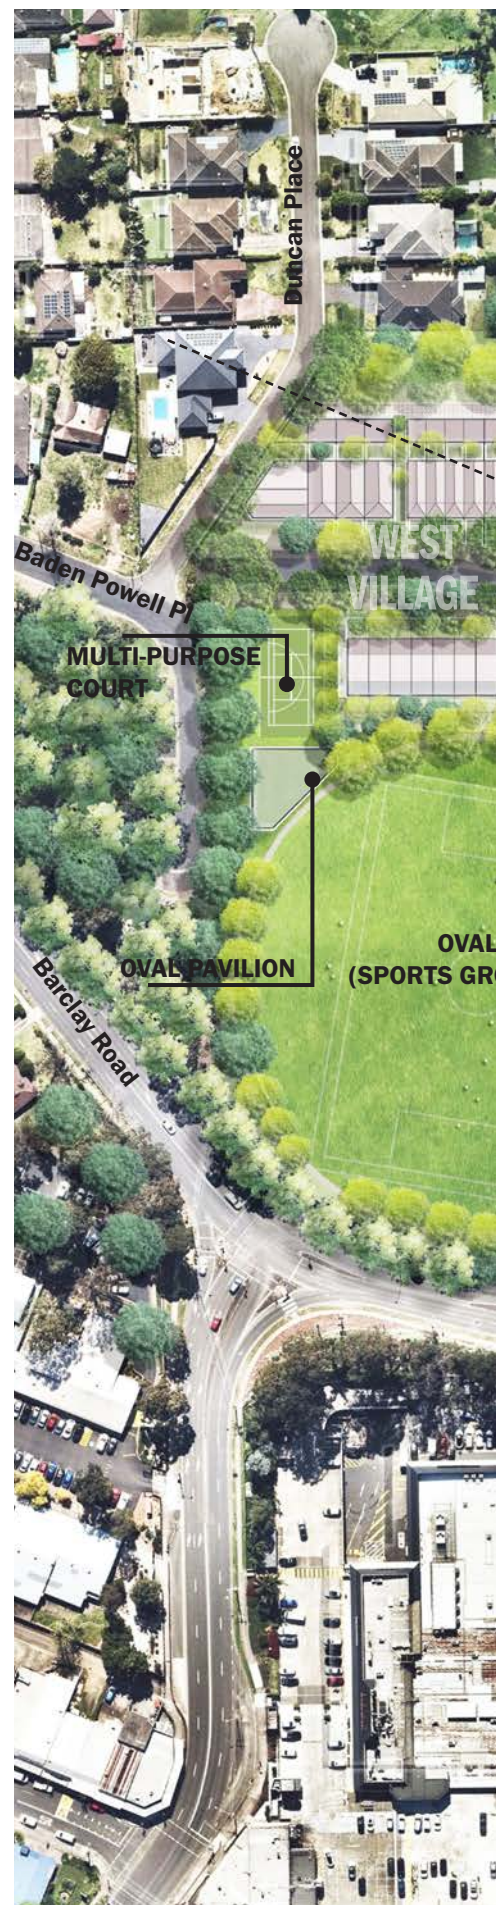 Duncan Place
WEST
VILLAGE
Baden Powell Pl
MULTI-PURPOSE
COURT
OVAL
(SPORTS GRO
OVAL PAVILION
Barclay Road